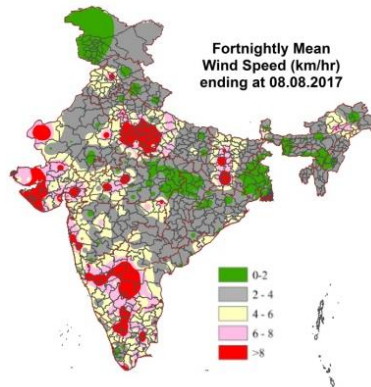 Fortnightly Mean
Wind Speed (km/hr)
ending at 08.08.2017
0-2
2 - 4
4 - 6
6 - 8
>8